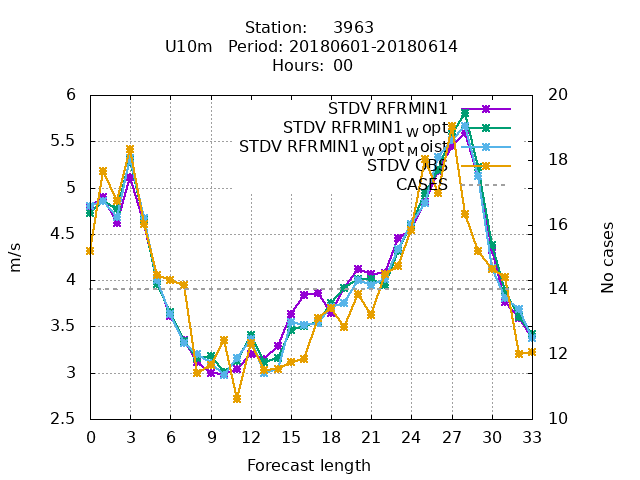 Station: 3963
U10m Period: 20180601-20180614
Hours: 00
STDV RFRMIN1
STDV RFRMIN1_W opt
STDV RFRMIN1_W opt_M oist
STDV OBS
CASES
m/s
6
5.5
5
4.5
4
3.5
3
2.5
20
18
16
14
12
10
No cases
0 3 6 9 12 15 18 21 24 27 30 33
Forecast length